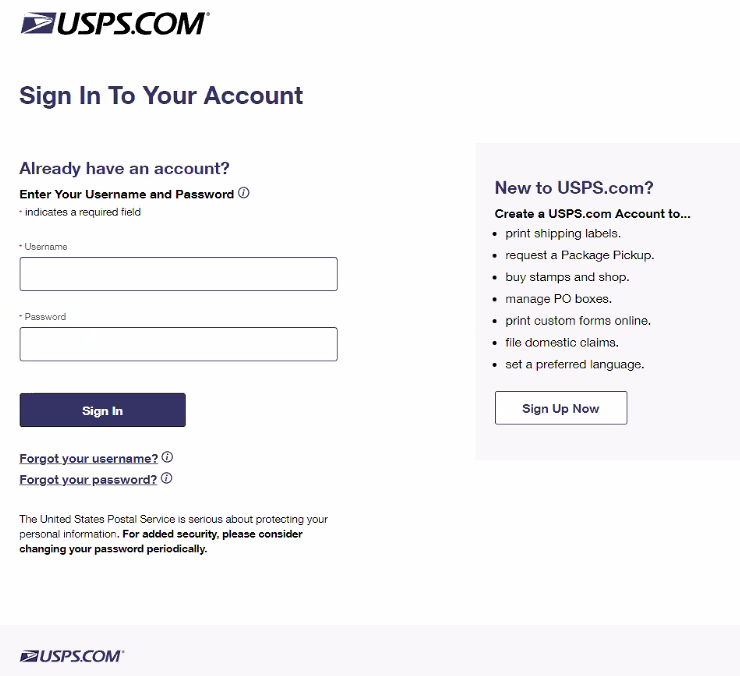 USPS.COM®
Sign In To Your Account
Already have an account?
Enter Your Username and Password
* indicates a required field
* Username
* Password
Sign In
Forgot your username?
Forgot your password?
The United States Postal Service is serious about protecting your
personal information. For added security, please consider
changing your password periodically.
New to USPS.com?
Create a USPS.com Account to...
• print shipping labels.
• request a Package Pickup.
• buy stamps and shop.
• manage PO boxes.
• print custom forms online.
• file domestic claims.
• set a preferred language.
Sign Up Now
USPS.COM®